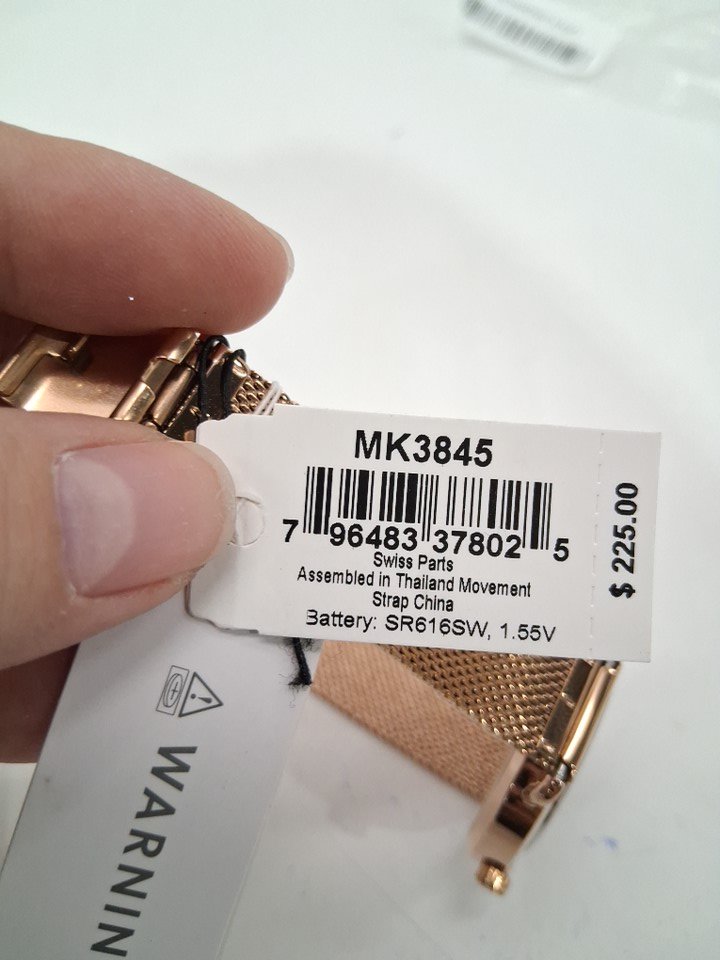 MK3845
7 96483 37802 5
Swiss Parts
Assembled in Thailand Movement
Strap China
Battery: SR616SW, 1.55V
$ 225.00
WARNIN